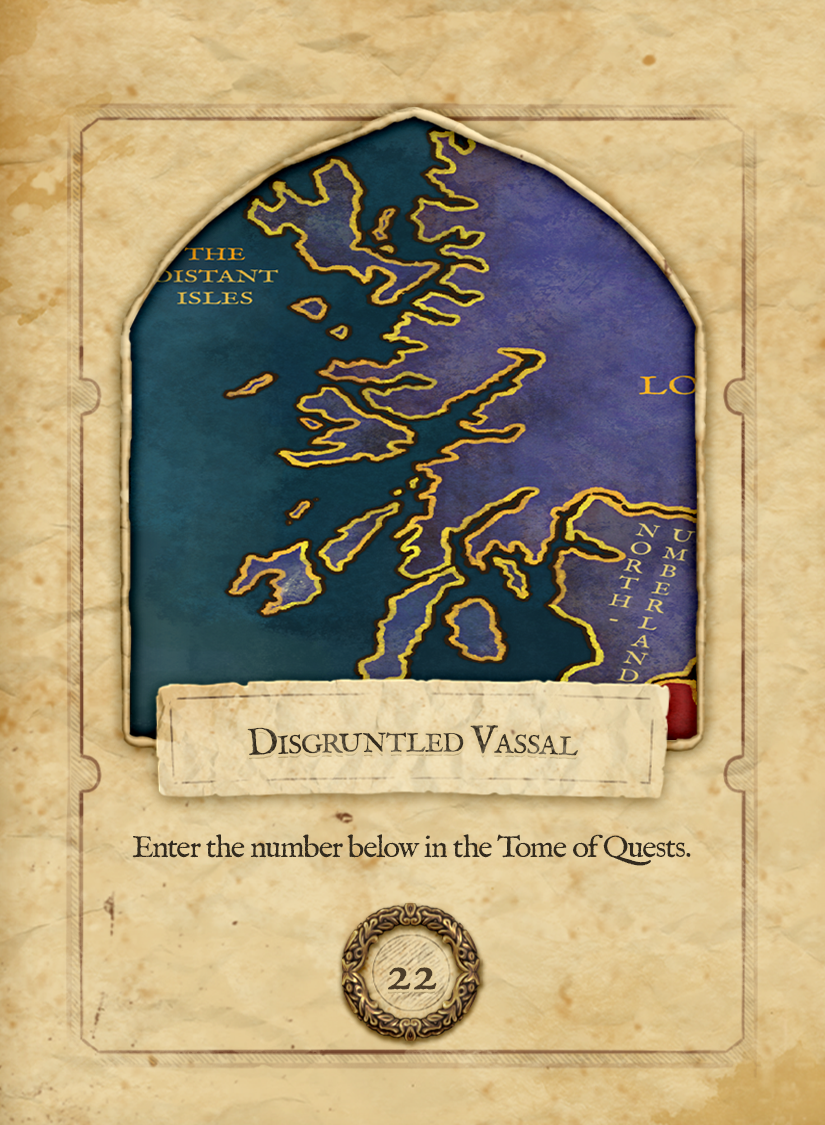 THE
DISTANT
ISLES
LO
NORTH-
UMBERLAND
Disgruntled Vassal
Enter the number below in the Tome of Quests.
22